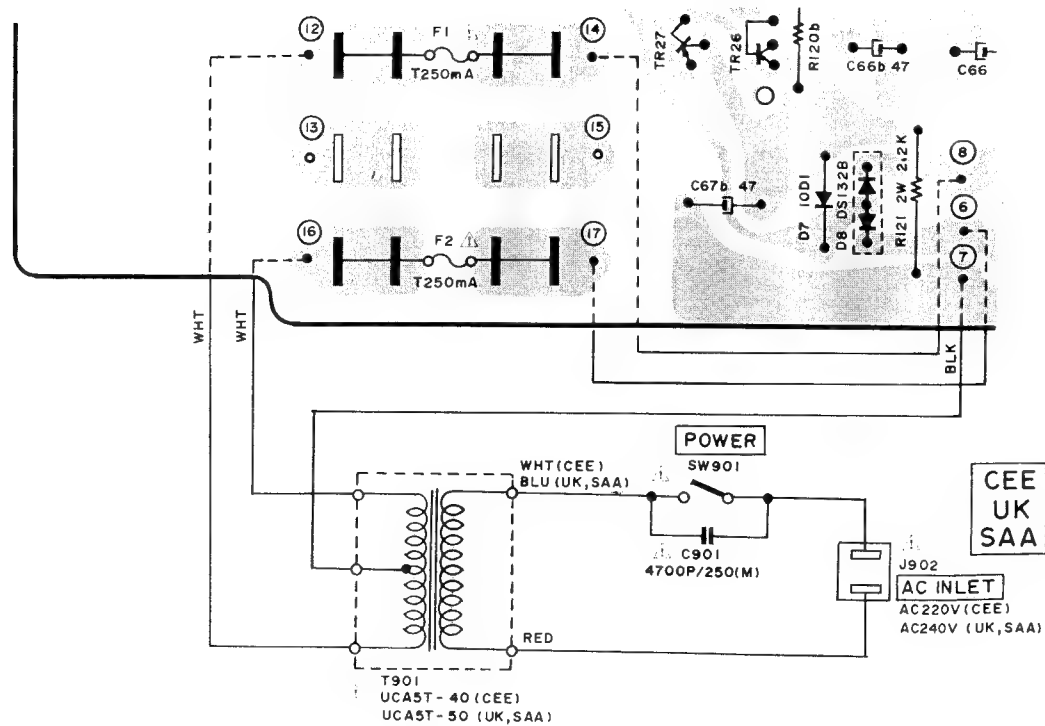 12
F1
T250mA
14
TR27
TR26
R120b
C66b 47
C66
13
15
C67b 47
D7 10D1
D8 DS132B
R121 2W 2.2K
8
6
7
16
F2
T250mA
17
WHT
WHT
BLK
POWER
SW901
WHT(CEE)
BLU(UK,SAA)
C901
4700P/250(M)
CEE
UK
SAA
J902
AC INLET
AC220V(CEE)
AC240V (UK,SAA)
RED
T901
UCA5T-40(CEE)
UCA5T-50 (UK,SAA)